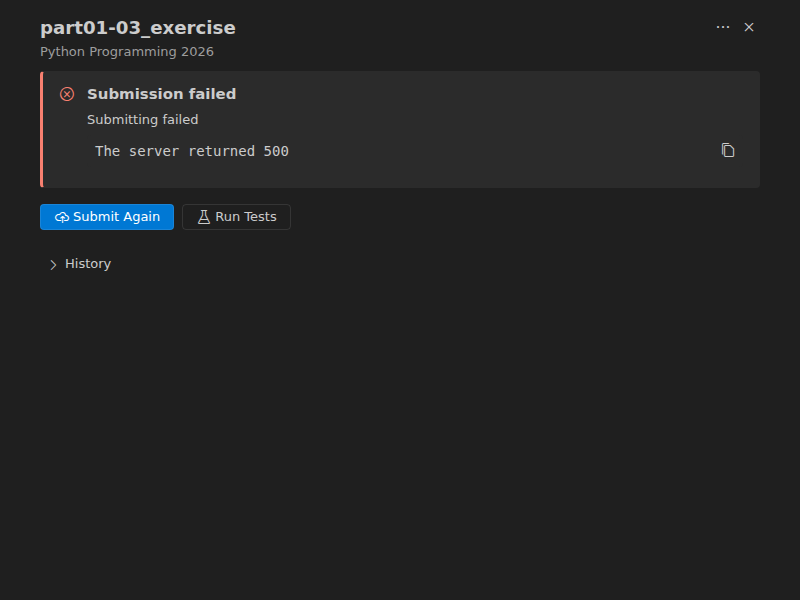 part01-03_exercise
Python Programming 2026
Submission failed
Submitting failed
The server returned 500
Submit Again
Run Tests
History